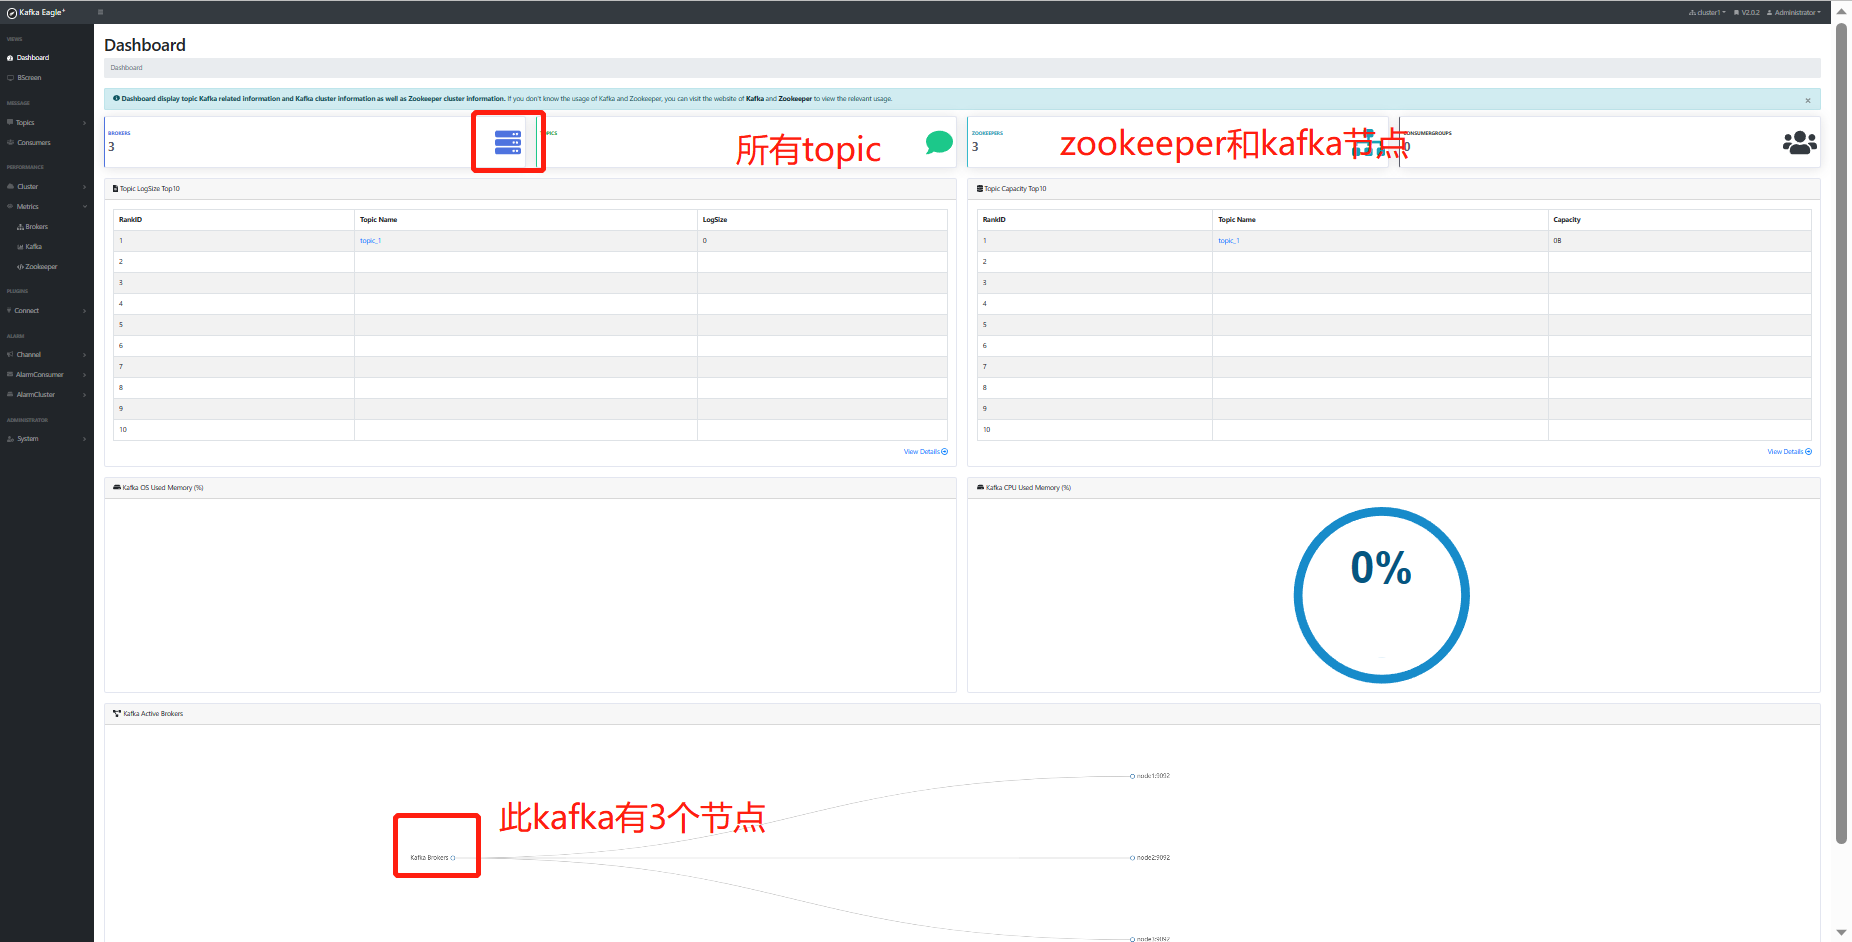 Kafka Eagle+
cluster1
V2.0.2
Administrator
VIEWS
Dashboard
BScreen
MESSAGE
Topics
Consumers
PERFORMANCE
Cluster
Metrics
Brokers
Kafka
Zookeeper
PLUGINS
Connect
ALARM
Channel
AlarmConsumer
AlarmCluster
ADMINISTRATOR
System
Dashboard
Dashboard
Dashboard display topic Kafka related information and Kafka cluster information as well as Zookeeper cluster information. If you don't know the usage of Kafka and Zookeeper, you can visit the website of Kafka and Zookeeper to view the relevant usage.
×
BROKERS
3
所有topic
ZOOKEEPERS
3
zookeeper和kafka节点
CONSUMERGROUPS
0
Topic LogSize Top10
RankID Topic Name LogSize
1 topic_1 0
2
3
4
5
6
7
8
9
10
View Details
Topic Capacity Top10
RankID Topic Name Capacity
1 topic_1 0B
2
3
4
5
6
7
8
9
10
View Details
Kafka OS Used Memory (%)
Kafka CPU Used Memory (%)
0%
Kafka Active Brokers
node1:9092
此kafka有3个节点
Kafka Brokers
node2:9092
node3:9092